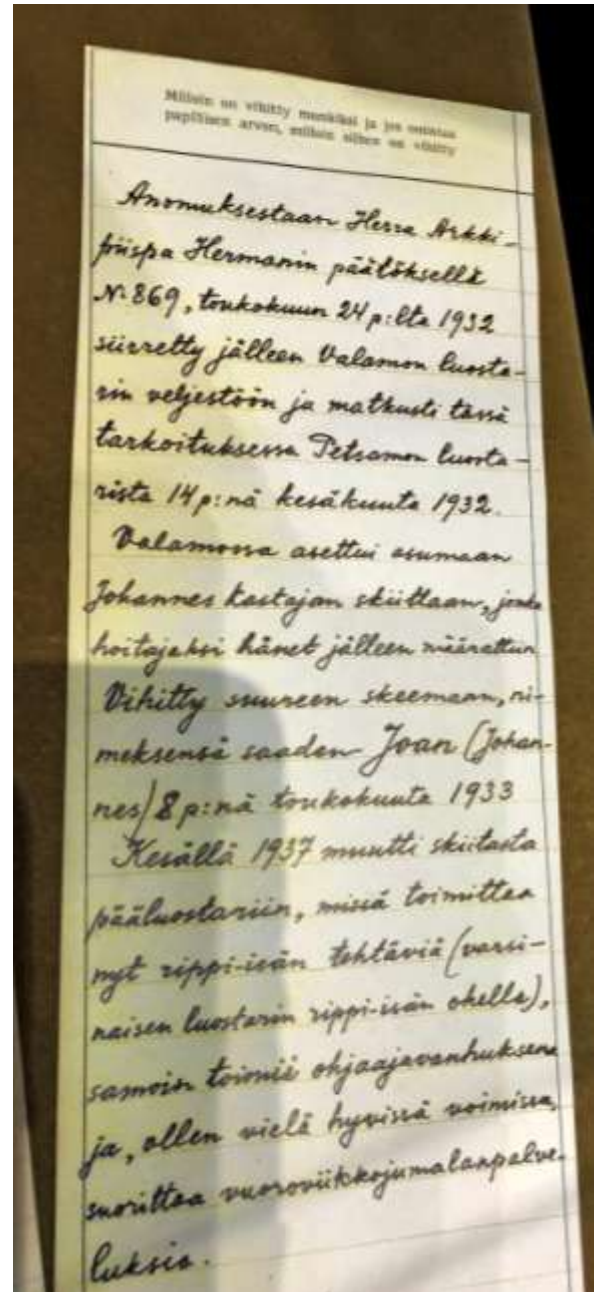 Milloin on vihitty munkiksi ja jos omistaa
papillisen arvon, milloin siihen on vihitty
Anomuksestaan Herra Arkki-
piispa Hermanin päätöksellä
N:869, toukokuun 24 p:ltä 1932
siirretty jälleen Valamon luosta-
rin veljestöön ja matkusti tässä
tarkoituksessa Petsamon luosta-
rista 14 p:nä kesäkuuta 1932.
Valamossa asettui asumaan
Johannes Kastajan skiittaan, jonka
hoitajaksi hänet jälleen määrättiin
Vihitty suureen skeemaan, ni-
meksensä saaden Joan (Johan-
nes) 8 p:nä toukokuuta 1933
Kesällä 1937 muutti skiitasta
pääluostariin, missä toimittaa
nyt rippi-isän tehtäviä (varsi-
naisen luostarin rippi-isän ohella),
samoin toimii ohjaajavanhuksena
ja, ollen vielä hyvissä voimissa,
suorittaa vuoroviikkojumalanpalve-
luksia.